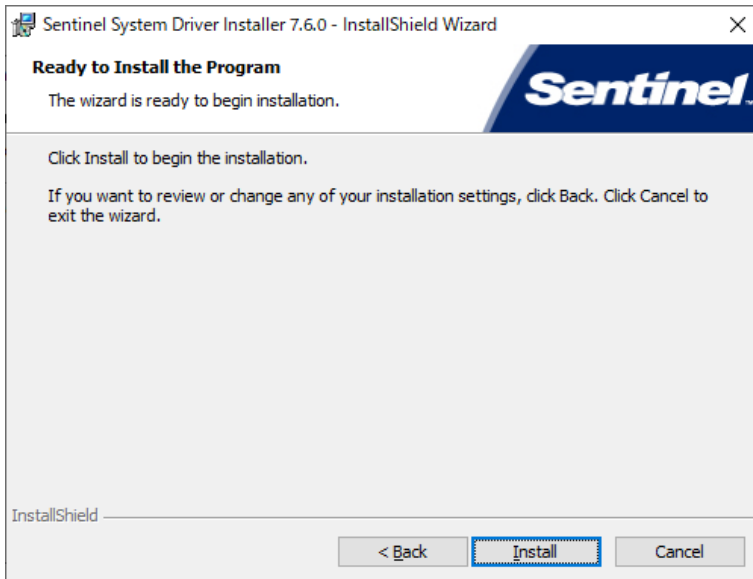 Sentinel System Driver Installer 7.6.0 - InstallShield Wizard
Ready to Install the Program
The wizard is ready to begin installation.
Sentinel.
Click Install to begin the installation.
If you want to review or change any of your installation settings, click Back. Click Cancel to
exit the wizard.
InstallShield
< Back
Install
Cancel